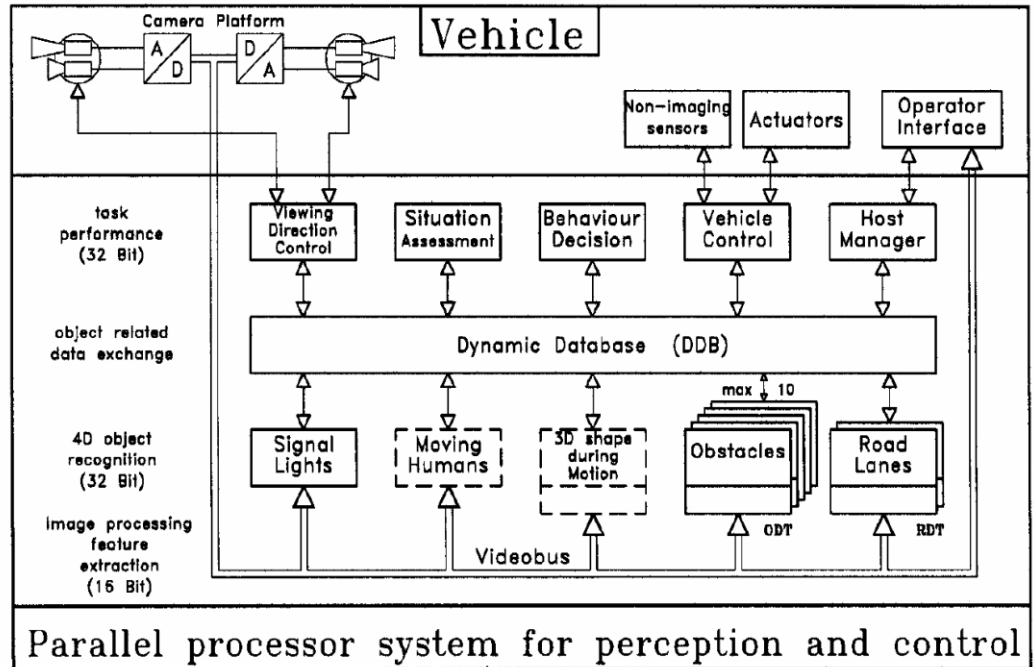 Camera Platform
Vehicle
A
D
D
A
Non-imaging
sensors
Actuators
Operator
Interface
task
performance
(32 Bit)
Viewing
Direction
Control
Situation
Assessment
Behaviour
Decision
Vehicle
Control
Host
Manager
object related
data exchange
Dynamic Database (DDB)
max 10
4D object
recognition
(32 Bit)
Signal
Lights
Moving
Humans
3D shape
during
Motion
Obstacles
Road
Lanes
ODT
RDT
image processing
feature
extraction
(16 Bit)
Videobus
Parallel processor system for perception and control